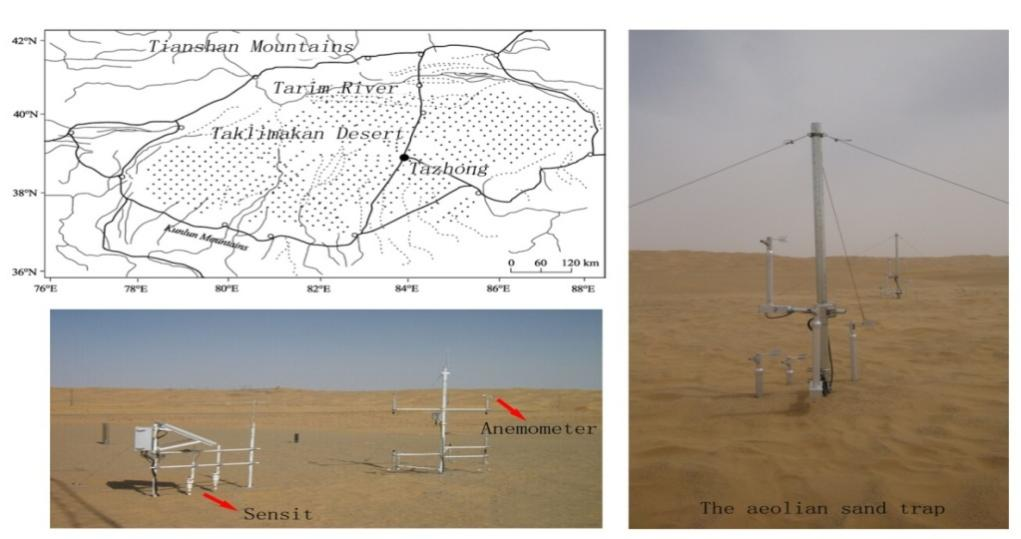 42°N
Tianshan Mountains
Tarim River
40°N
Taklimakan Desert
Tazhong
38°N
Kunlun Mountains
0 60 120 km
36°N
76°E 78°E 80°E 82°E 84°E 86°E 88°E
Anemometer
Sensit
The aeolian sand trap